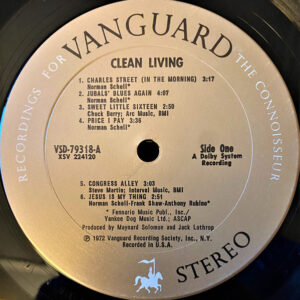 RECORDINGS FOR VANGUARD THE CONNOISSEUR
CLEAN LIVING
1. CHARLES STREET (IN THE MORNING) 3:17
Norman Schell*
2. JUBALS' BLUES AGAIN 6:07
Norman Schell*
3. SWEET LITTLE SIXTEEN 2:50
Chuck Berry; Arc Music, BMI
4. PRICE I PAY 3:36
Norman Schell*
VSD-79318-A
XSV 224120
Side One
A Dolby System
Recording
5. CONGRESS ALLEY 3:03
Steve Martin; Interval Music, BMI
6. JESUS IS MY THING 2:51
Norman Schell-Frank Shaw-Anthony Rubino*
* Fennario Music Publ., Inc./
Yankee Dog Music Ltd.; ASCAP
Produced by Maynard Solomon and Jack Lothrop
℗ 1972 Vanguard Recording Society, Inc., N.Y.
Recorded in U.S.A.
STEREO